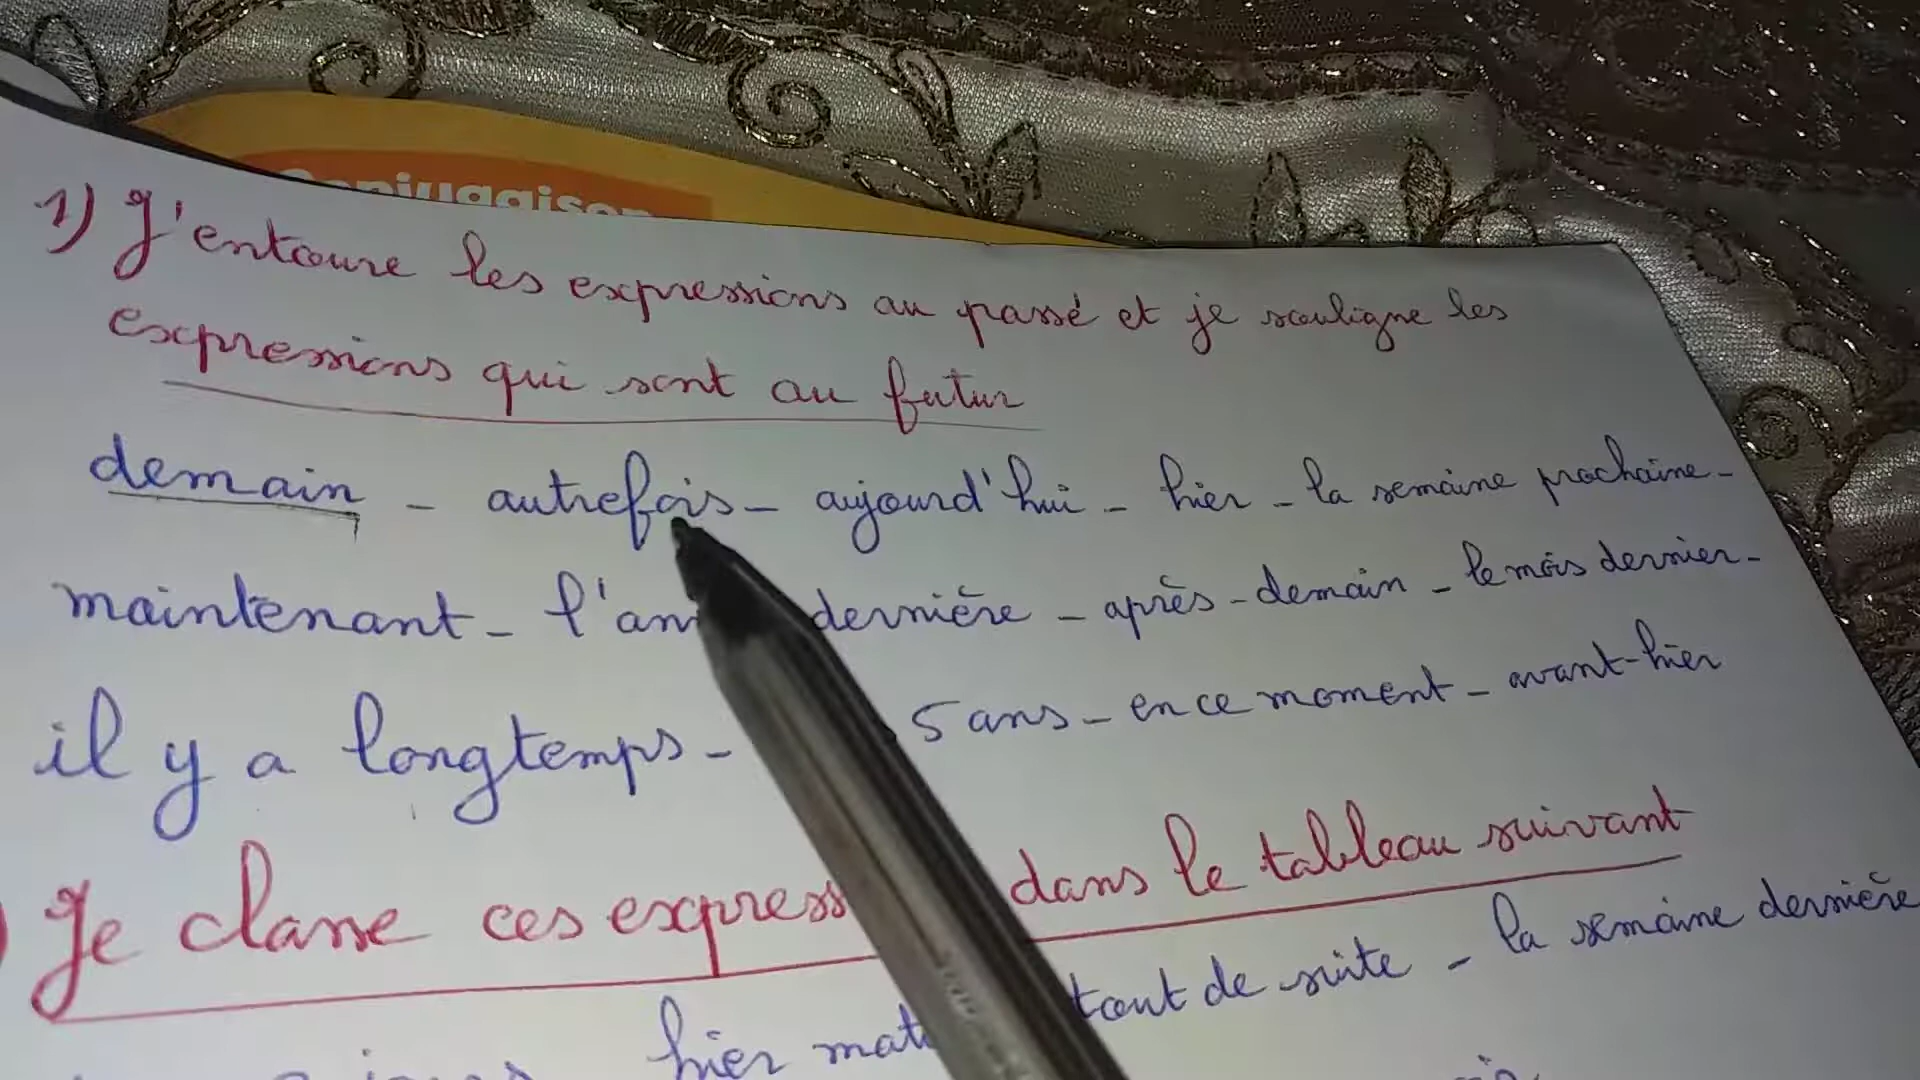 Conjugaison
1) J'entoure les expressions au passé et je souligne les
expressions qui sont au futur
demain - autrefois - aujourd'hui - hier - la semaine prochaine -
maintenant - l'an dernière - après-demain - le mois dernier -
il y a longtemps - 5 ans - en ce moment - avant-hier
Je classe ces express dans le tableau suivant
hier mat tout de suite - la semaine dernière